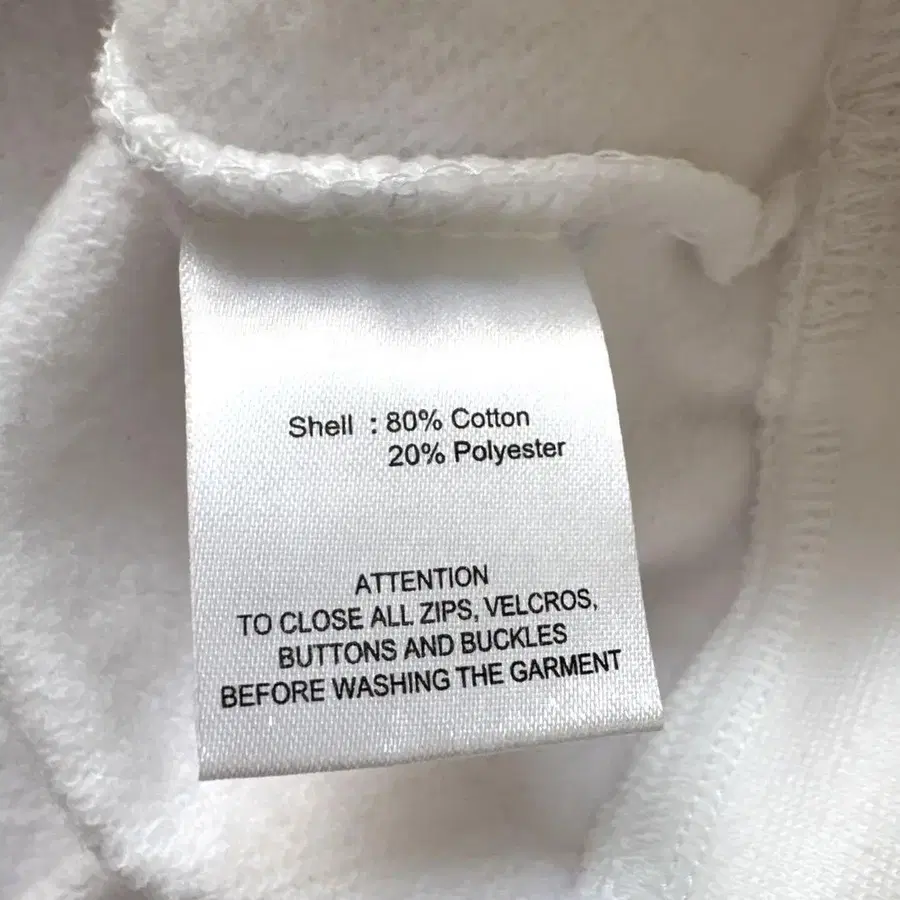 Shell : 80% Cotton
20% Polyester
ATTENTION
TO CLOSE ALL ZIPS, VELCROS,
BUTTONS AND BUCKLES
BEFORE WASHING THE GARMENT